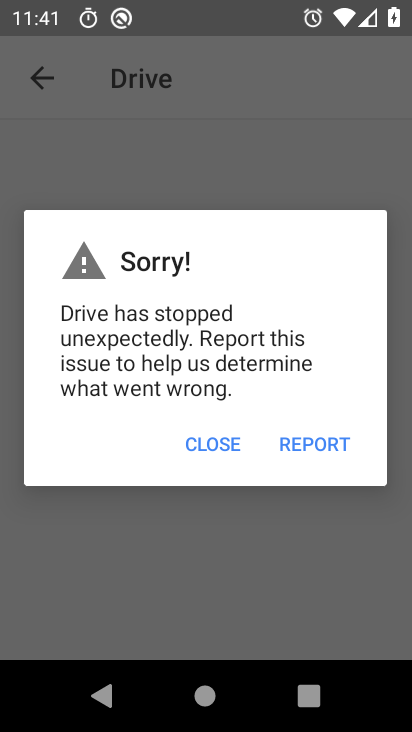 11:41
Drive
Sorry!
Drive has stopped
unexpectedly. Report this
issue to help us determine
what went wrong.
CLOSE REPORT